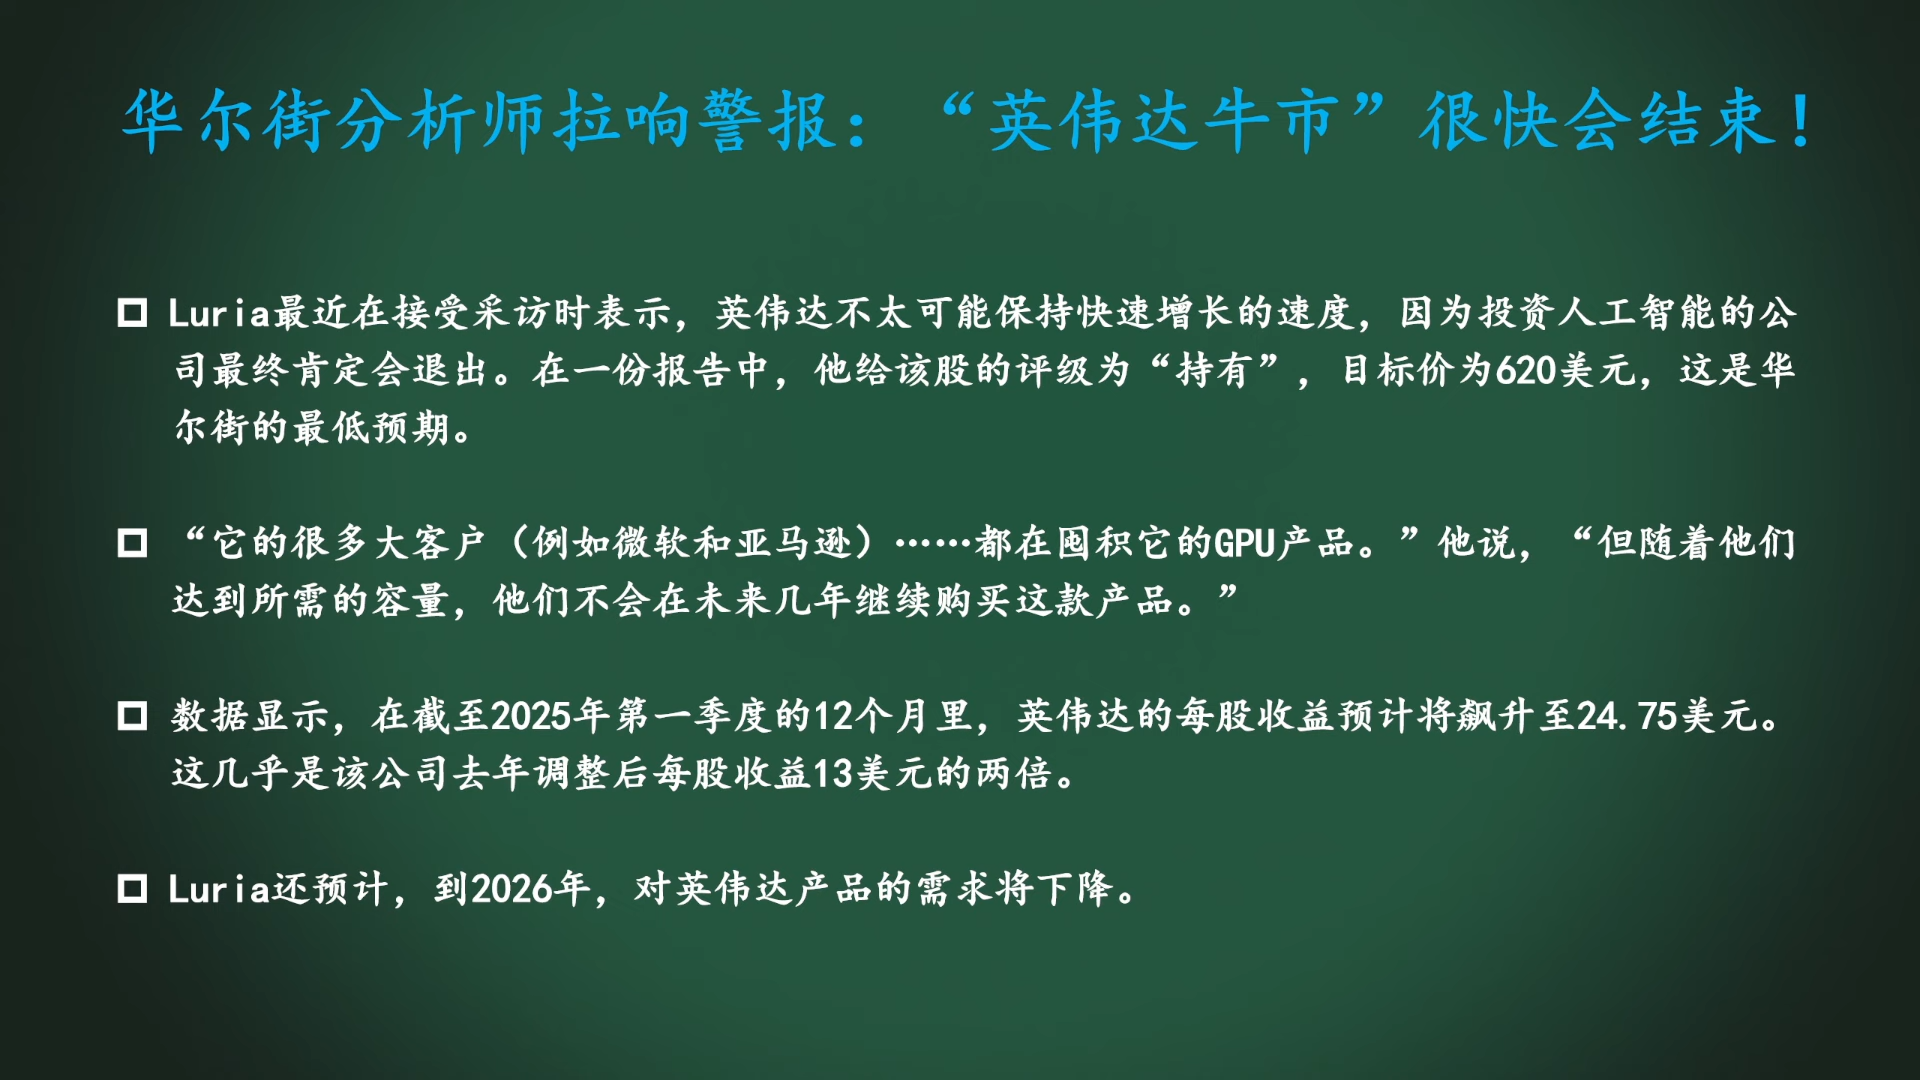 华尔街分析师拉响警报：“英伟达牛市”很快会结束！
Luria最近在接受采访时表示，英伟达不太可能保持快速增长的速度，因为投资人工智能的公
司最终肯定会退出。在一份报告中，他给该股的评级为“持有”，目标价为620美元，这是华
尔街的最低预期。
“它的很多大客户（例如微软和亚马逊）……都在囤积它的GPU产品。”他说，“但随着他们
达到所需的容量，他们不会在未来几年继续购买这款产品。”
数据显示，在截至2025年第一季度的12个月里，英伟达的每股收益预计将飙升至24.75美元。
这几乎是该公司去年调整后每股收益13美元的两倍。
Luria还预计，到2026年，对英伟达产品的需求将下降。